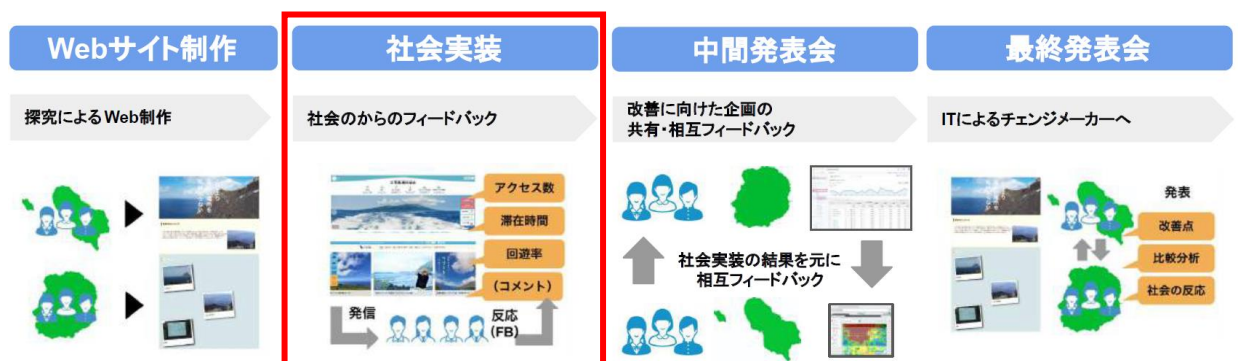 Webサイト制作
探究によるWeb制作
社会実装
社会のからのフィードバック
アクセス数
滞在時間
回遊率
(コメント)
発信
反応
(FB)
中間発表会
改善に向けた企画の
共有・相互フィードバック
社会実装の結果を元に
相互フィードバック
最終発表会
ITによるチェンジメーカーへ
発表
改善点
比較分析
社会の反応